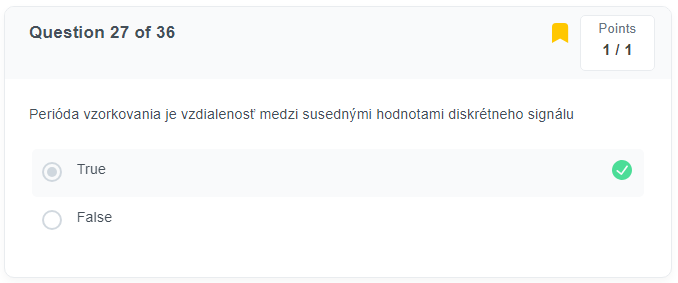 Question 27 of 36
Points
1 / 1
Perióda vzorkovania je vzdialenosť medzi susednými hodnotami diskrétneho signálu
True
False